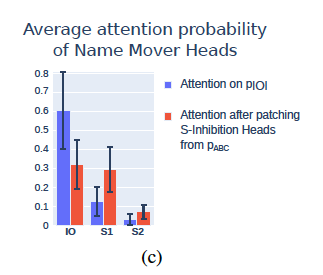 Average attention probability
of Name Mover Heads
0.8
0.7
0.6
0.5
0.4
0.3
0.2
0.1
0
IO S1 S2
Attention on pIOI
Attention after patching
S-Inhibition Heads
from pABC
(c)